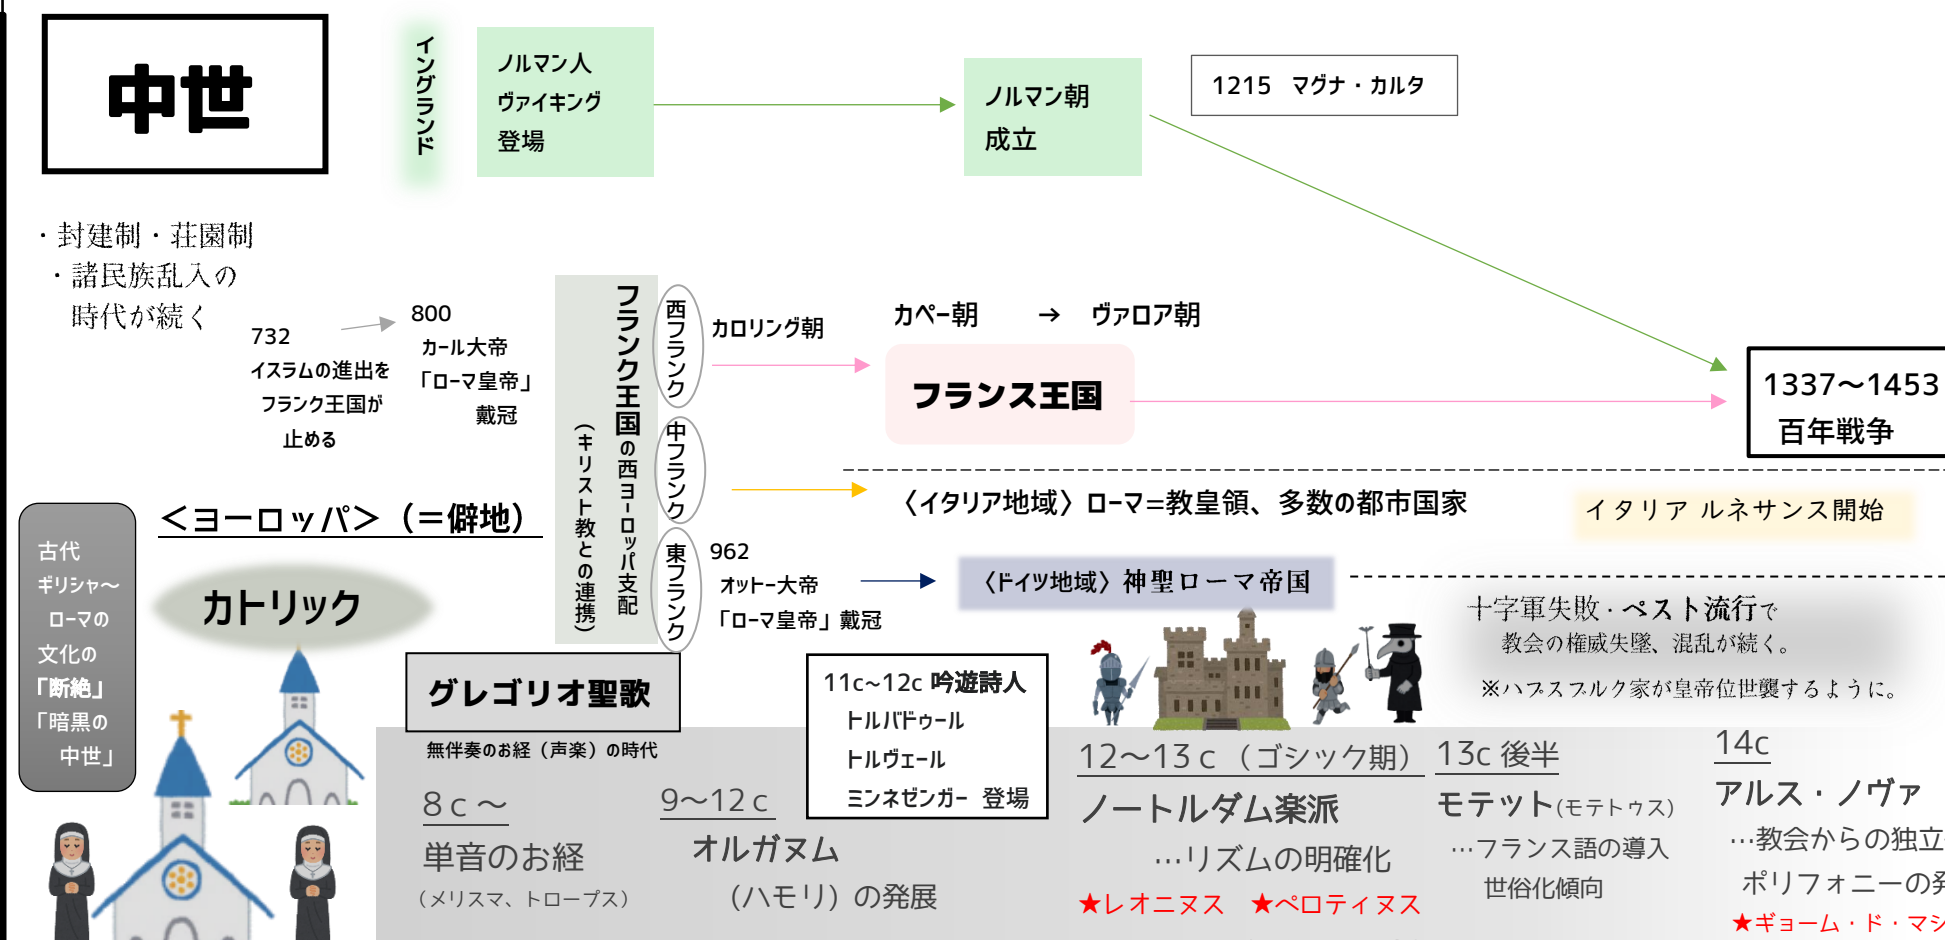 中世
イングランド
ノルマン人
ヴァイキング
登場
ノルマン朝
成立
1215　マグナ・カルタ
・封建制・荘園制
・諸民族乱入の
時代が続く
732
イスラムの進出を
フランク王国が
止める
800
カール大帝
「ローマ皇帝」
戴冠
フランク王国の西ヨーロッパ支配
(キリスト教との連携)
西フランク
中フランク
東フランク
カロリング朝
カペー朝　→　ヴァロア朝
フランス王国
1337～1453
百年戦争
〈イタリア地域〉ローマ=教皇領、多数の都市国家
イタリア ルネサンス開始
962
オットー大帝
「ローマ皇帝」戴冠
〈ドイツ地域〉神聖ローマ帝国
十字軍失敗・ペスト流行で
教会の権威失墜、混乱が続く。
※ハプスブルク家が皇帝位世襲するように。
＜ヨーロッパ＞（＝僻地）
古代
ギリシャ～
ローマの
文化の
「断絶」
「暗黒の
中世」
カトリック
グレゴリオ聖歌
無伴奏のお経（声楽）の時代
8ｃ～
単音のお経
（メリスマ、トロープス）
9～12ｃ
オルガヌム
（ハモリ）の発展
11c~12c 吟遊詩人
トルバドゥール
トルヴェール
ミンネゼンガー 登場
12～13ｃ（ゴシック期）
ノートルダム楽派
…リズムの明確化
★レオニヌス　★ペロティヌス
13c 後半
モテット(モテトゥス)
…フランス語の導入
世俗化傾向
14c
アルス・ノヴァ
…教会からの独立
ポリフォニーの
★ギョーム・ド・マシ